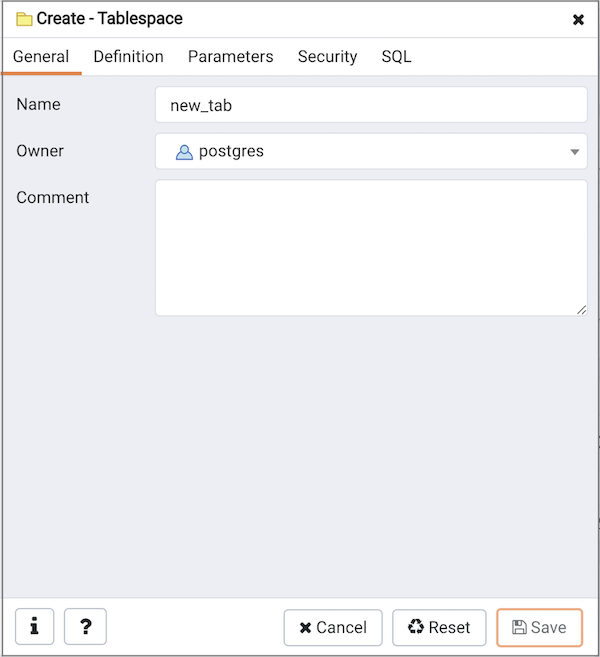 Create - Tablespace
General Definition Parameters Security SQL
Name new_tab
Owner postgres
Comment
i ? Cancel Reset Save